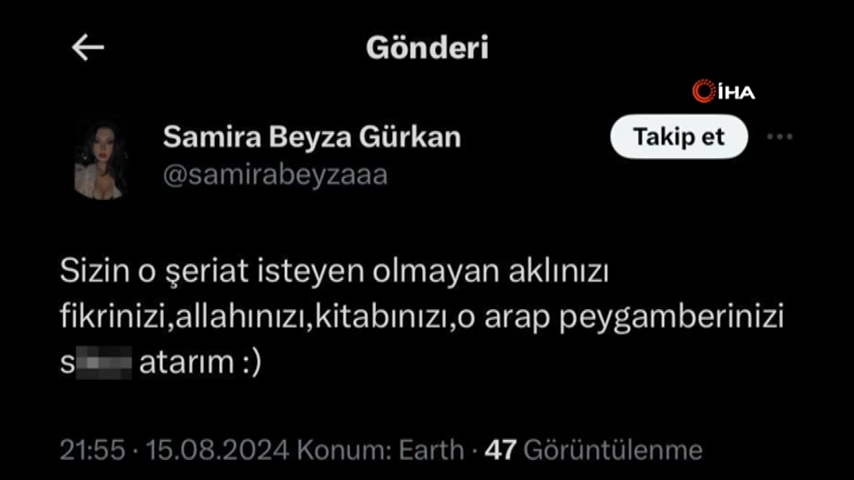 Gönderi
İHA
Samira Beyza Gürkan
Takip et
@samirabeyzaaa
Sizin o şeriat isteyen olmayan aklınızı
fikrinizi,allahınızı,kitabınızı,o arap peygamberinizi
s atarım :)
21:55 · 15.08.2024 Konum: Earth · 47 Görüntülenme